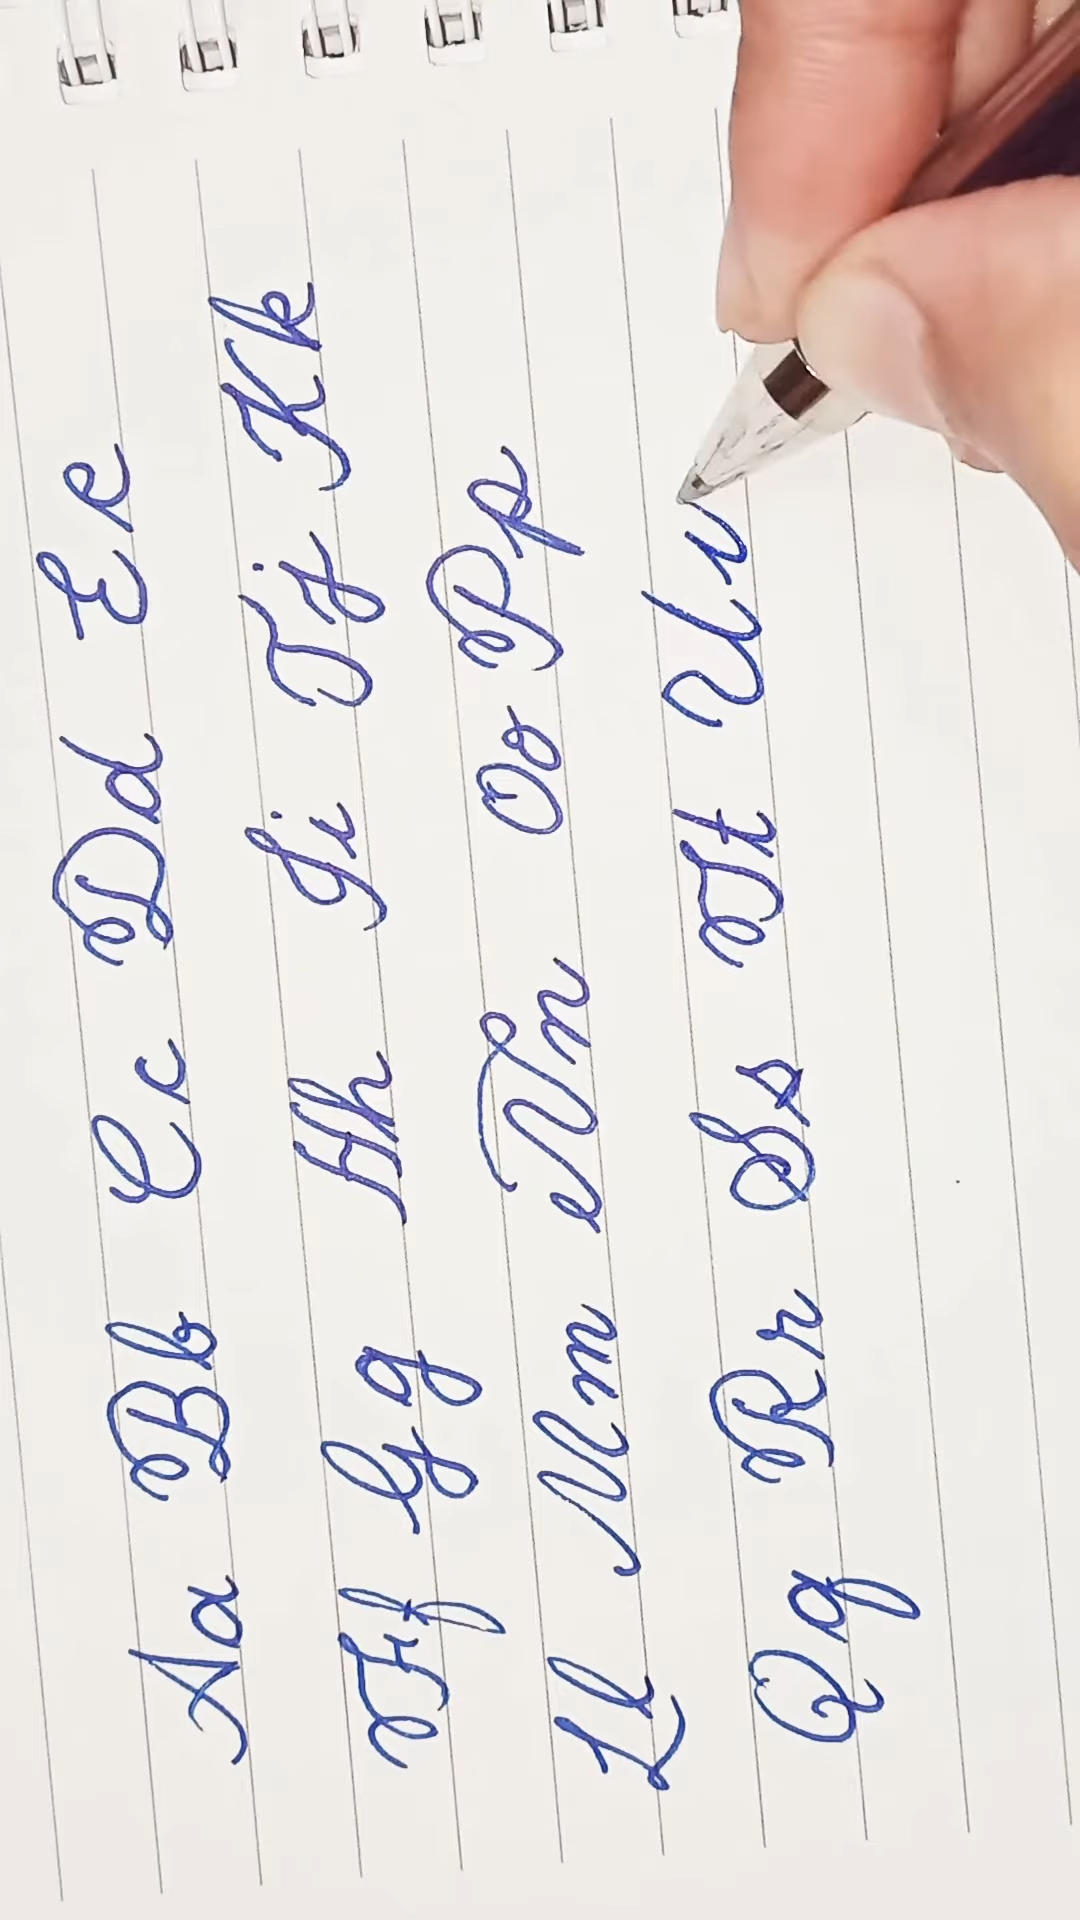 Aa Bb Cc Dd Ee
Ff Gg Hh Ii Jj Kk
Ll Mm Nn Oo Pp
Qq Rr Ss Tt Uu